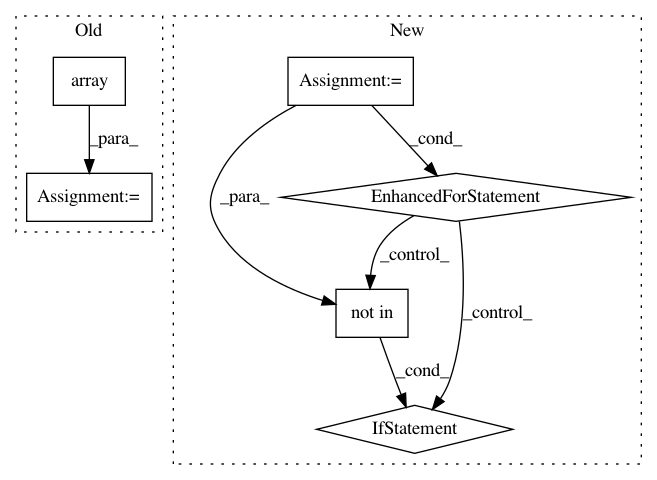 Old
New
array
Assignment:=
_para_
_cond_
Assignment:=
EnhancedForStatement
_para_
_control_
not in
_control_
_cond_
IfStatement